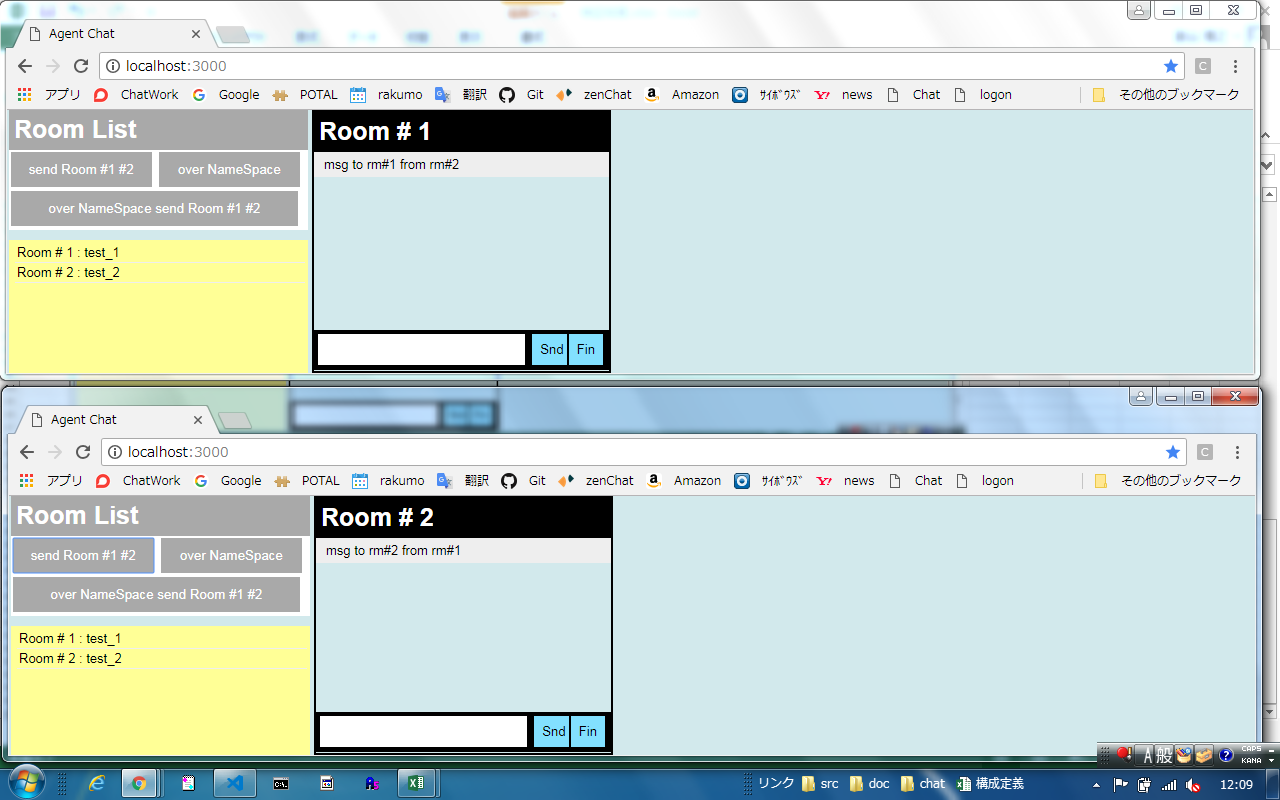 Agent Chat
localhost:3000
C
アプリ ChatWork Google POTAL rakumo 翻訳 Git zenChat Amazon ｻｲﾎﾞｳｽﾞ news Chat logon その他のブックマーク
Room List
send Room #1 #2 over NameSpace
over NameSpace send Room #1 #2
Room # 1 : test_1
Room # 2 : test_2
Room # 1
msg to rm#1 from rm#2
Snd Fin
Agent Chat
localhost:3000
C
アプリ ChatWork Google POTAL rakumo 翻訳 Git zenChat Amazon ｻｲﾎﾞｳｽﾞ news Chat logon その他のブックマーク
Room List
send Room #1 #2 over NameSpace
over NameSpace send Room #1 #2
Room # 1 : test_1
Room # 2 : test_2
Room # 2
msg to rm#2 from rm#1
Snd Fin
A 般 CAPS
KANA
リンク src doc chat 構成定義 12:09